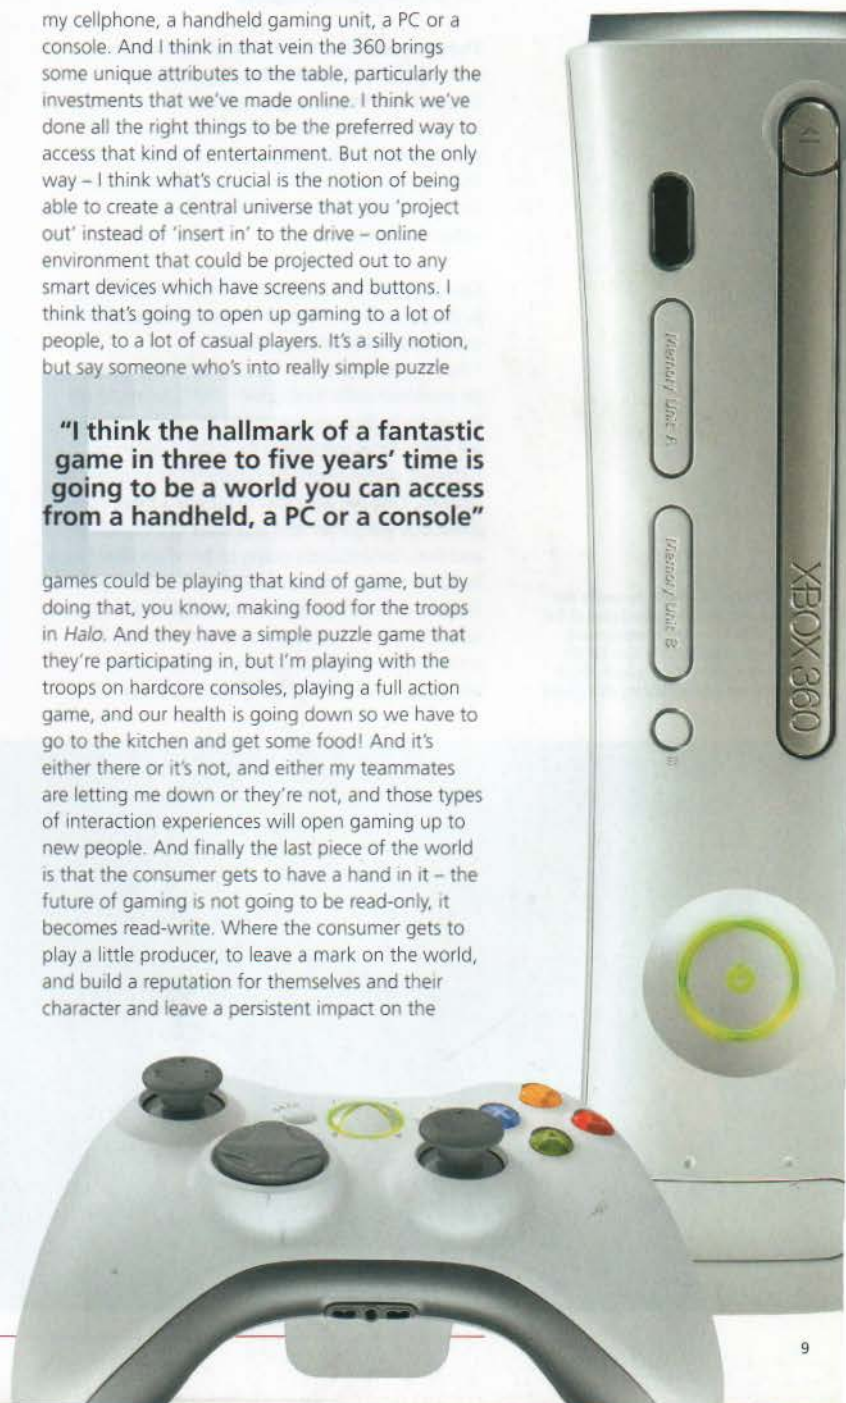 my cellphone, a handheld gaming unit, a PC or a
console. And I think in that vein the 360 brings
some unique attributes to the table, particularly the
investments that we've made online. I think we've
done all the right things to be the preferred way to
access that kind of entertainment. But not the only
way – I think what's crucial is the notion of being
able to create a central universe that you 'project
out' instead of 'insert in' to the drive – online
environment that could be projected out to any
smart devices which have screens and buttons. I
think that's going to open up gaming to a lot of
people, to a lot of casual players. It's a silly notion,
but say someone who's into really simple puzzle
"I think the hallmark of a fantastic
game in three to five years' time is
going to be a world you can access
from a handheld, a PC or a console"
games could be playing that kind of game, but by
doing that, you know, making food for the troops
in Halo. And they have a simple puzzle game that
they're participating in, but I'm playing with the
troops on hardcore consoles, playing a full action
game, and our health is going down so we have to
go to the kitchen and get some food! And it's
either there or it's not, and either my teammates
are letting me down or they're not, and those types
of interaction experiences will open gaming up to
new people. And finally the last piece of the world
is that the consumer gets to have a hand in it – the
future of gaming is not going to be read-only, it
becomes read-write. Where the consumer gets to
play a little producer, to leave a mark on the world,
and build a reputation for themselves and their
character and leave a persistent impact on the
Memory Unit A
Memory Unit B
XBOX 360
9